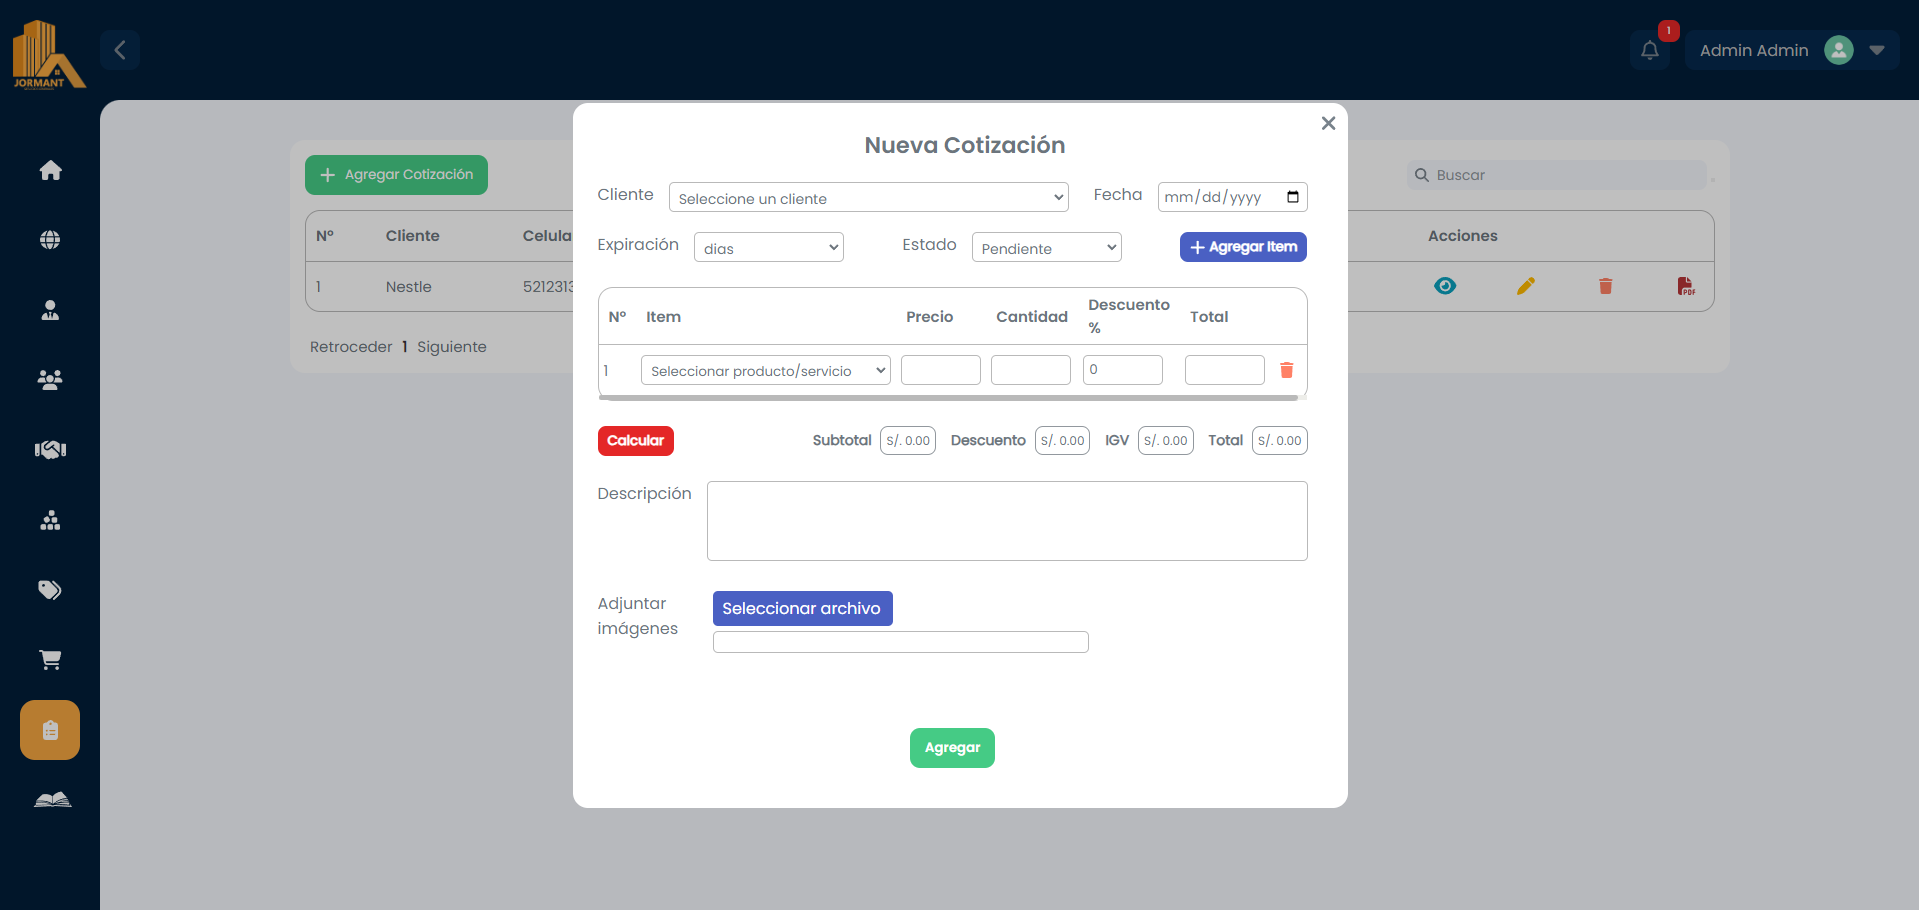 JORMANT
1
Admin Admin
Agregar Cotización
Buscar
Nº Cliente Celula Acciones
1 Nestle 5212313
PDF
Retroceder 1 Siguiente
Nueva Cotización
Cliente Seleccione un cliente Fecha mm/dd/yyyy
Expiración dias Estado Pendiente Agregar Item
Nº Item Precio Cantidad Descuento % Total
1 Seleccionar producto/servicio 0
Calcular Subtotal S/. 0.00 Descuento S/. 0.00 IGV S/. 0.00 Total S/. 0.00
Descripción
Adjuntar
imágenes
Seleccionar archivo
Agregar